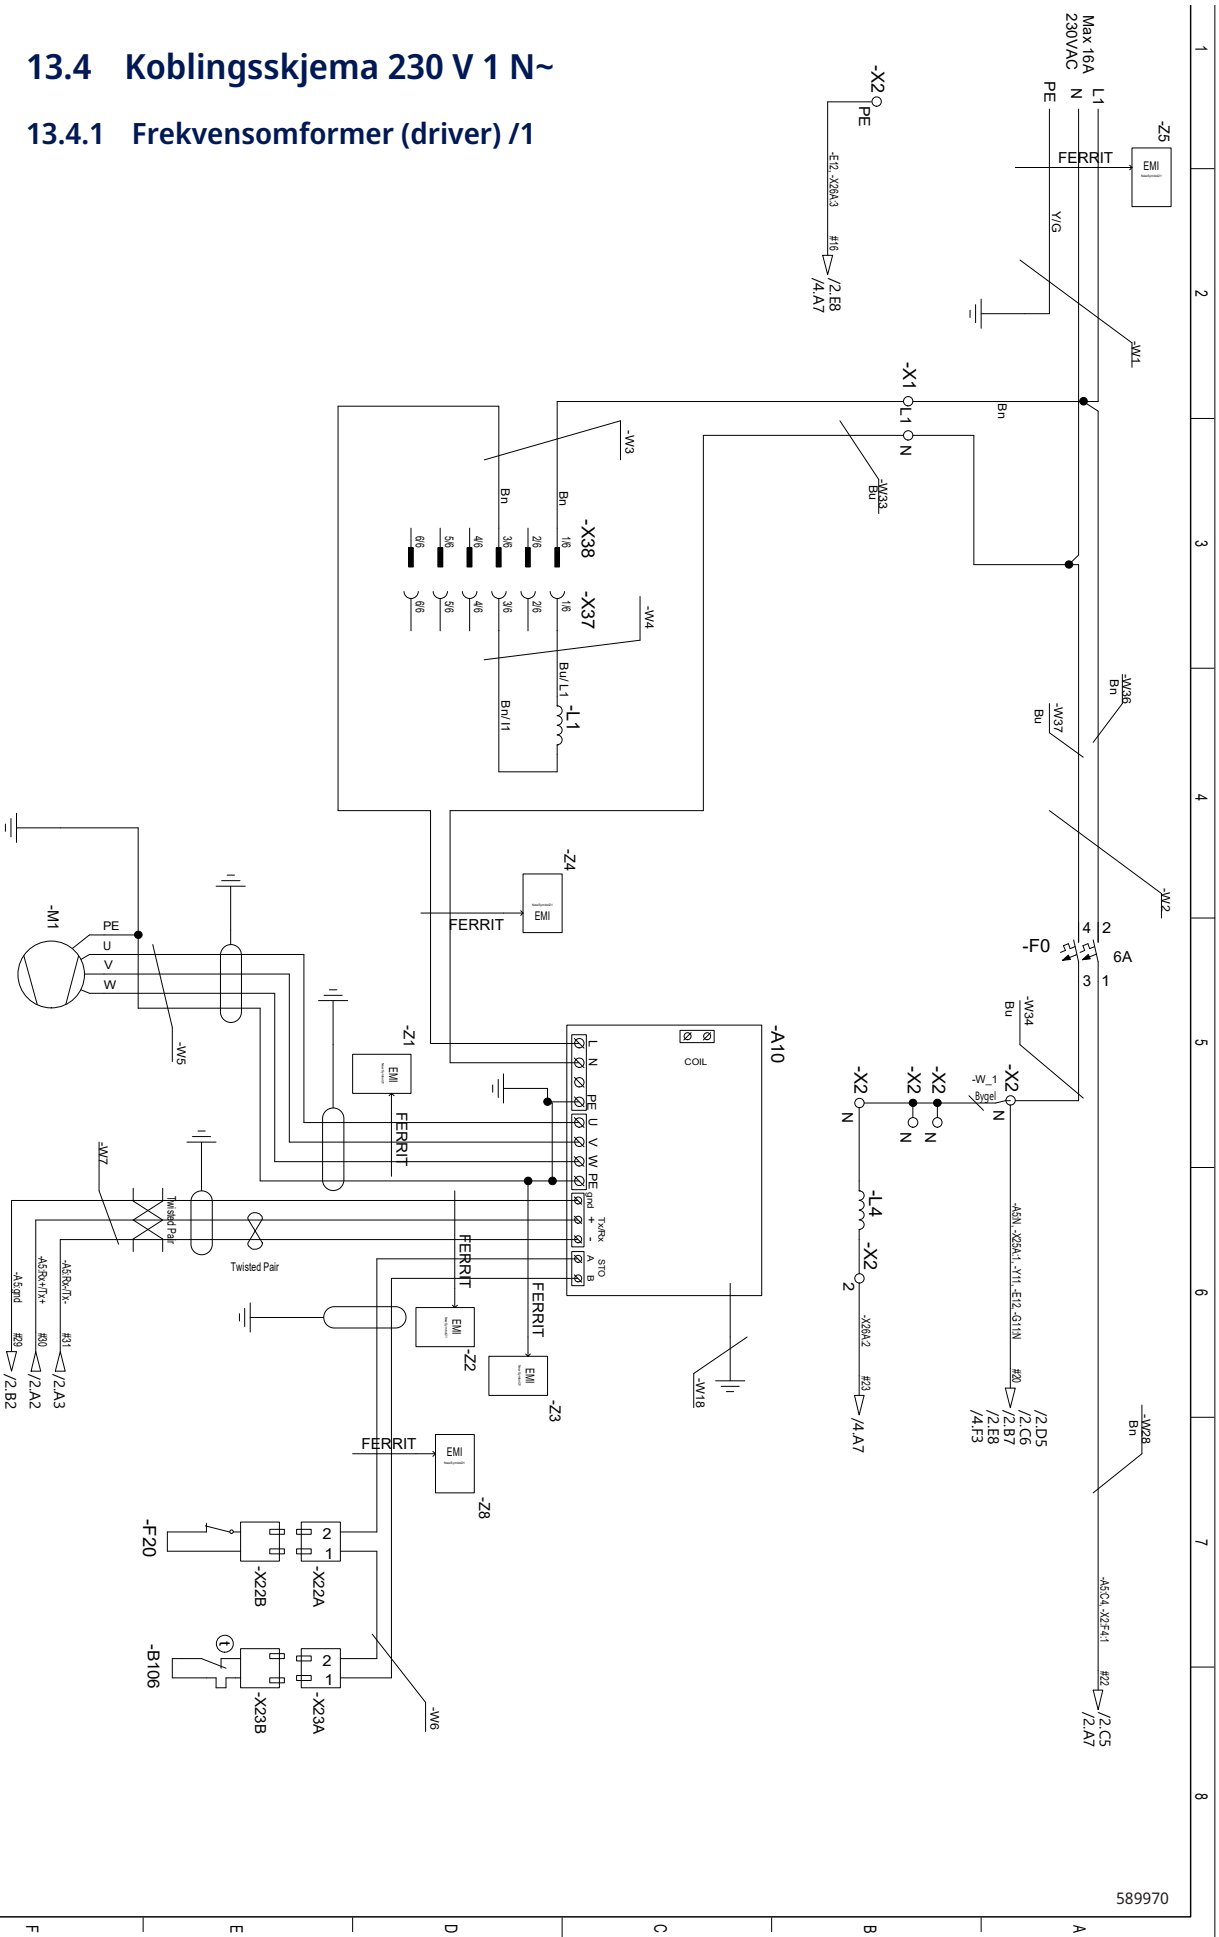 13.4 Koblingsskjema 230 V 1 N~
13.4.1 Frekvensomformer (driver) /1
1
2
3
4
5
6
7
8
Max 16A
230VAC
L1
N
PE
-Z5
EMI
FERRIT
Y/G
-W1
-X2
PE
-E12, -X26A:3
#16
/2.E8
/4.A7
-X1
L1
N
Bn
-W33
Bu
-W3
Bn
Bn
-X38
6/6
5/6
4/6
3/6
2/6
1/6
-X37
6/6
5/6
4/6
3/6
2/6
1/6
-W4
Bu/ L1
Bn/ I1
-L1
-W36
Bn
-W37
Bu
-W2
-Z4
EMI
FERRIT
-F0
4
2
6A
3
1
-M1
PE
U
V
W
-W5
-Z1
EMI
FERRIT
-A10
COIL
L
N
PE
U
V
W
PE
gnd
+
-
Tx/Rx
A
B
STO
-W34
Bu
-X2
N
-X2
N
-X2
N
-W_1
Bygel
-X2
N
-L4
-X2
2
-X26A:2
#23
/4.A7
-A5:N, -X25A:1, -Y11, -E12, -G11:N
#20
/2.D5
/2.C6
/2.B7
/2.E8
/4.F3
-W7
Twisted Pair
Twisted Pair
-A5:gnd
#29
/2.B2
-A5:Rx+/Tx+
#30
/2.A2
-A5:Rx-/Tx-
#31
/2.A3
FERRIT
EMI
-Z2
FERRIT
EMI
-Z3
-W18
-W28
Bn
-A5:C4, -X2:F4:1
#22
/2.C5
/2.A7
FERRIT
EMI
-Z8
-F20
-X22B
2
1
-X22A
-B106
t
-X23B
2
1
-X23A
-W6
589970
F
E
D
C
B
A